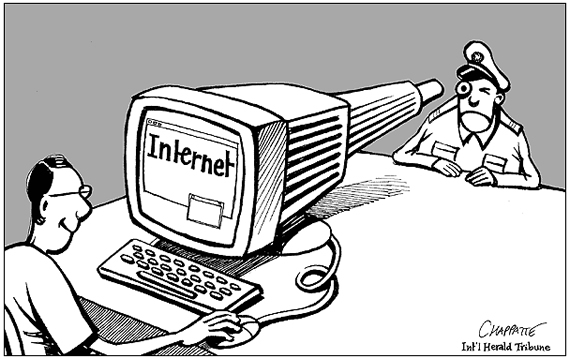 Internet
CHAPPATTE
Int'l Herald Tribune